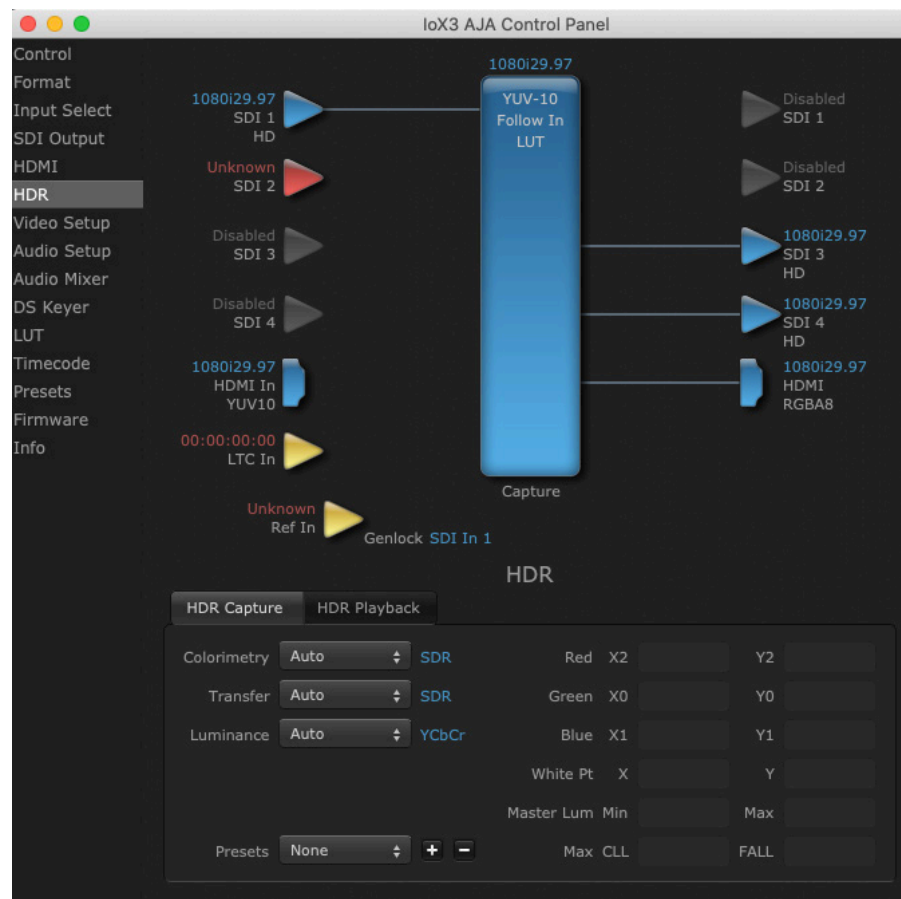 IoX3 AJA Control Panel
Control
Format
Input Select
SDI Output
HDMI
HDR
Video Setup
Audio Setup
Audio Mixer
DS Keyer
LUT
Timecode
Presets
Firmware
Info
1080i29.97
SDI 1
HD
Unknown
SDI 2
Disabled
SDI 3
Disabled
SDI 4
1080i29.97
HDMI In
YUV10
00:00:00:00
LTC In
Unknown
Ref In
Genlock SDI In 1
1080i29.97
YUV-10
Follow In
LUT
Capture
Disabled
SDI 1
Disabled
SDI 2
1080i29.97
SDI 3
HD
1080i29.97
SDI 4
HD
1080i29.97
HDMI
RGBA8
HDR
HDR Capture HDR Playback
Colorimetry Auto SDR Red X2 Y2
Transfer Auto SDR Green X0 Y0
Luminance Auto YCbCr Blue X1 Y1
White Pt X Y
Master Lum Min Max
Presets None + − Max CLL FALL